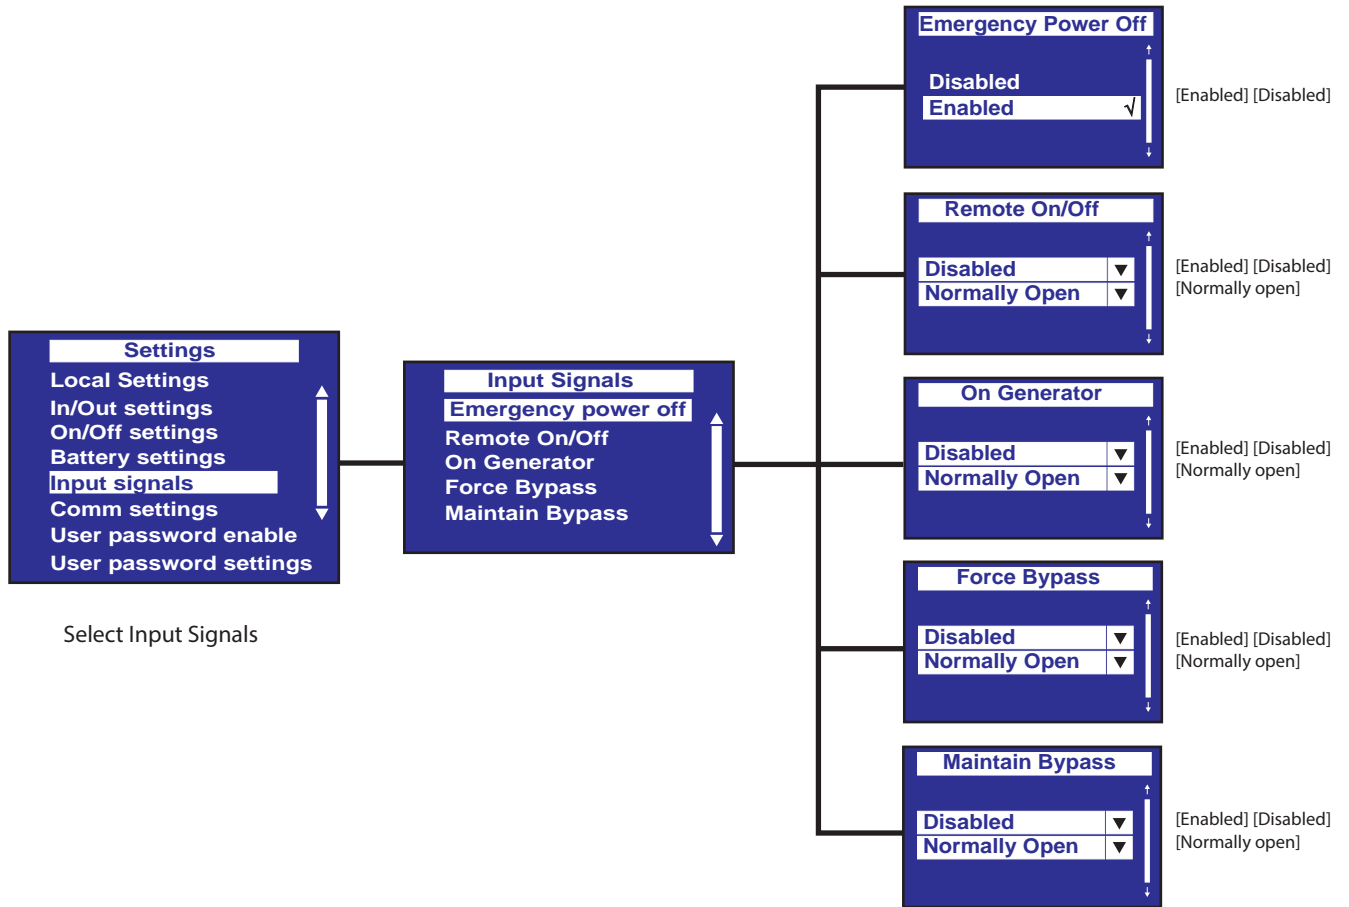 Settings
Local Settings
In/Out settings
On/Off settings
Battery settings
Input signals
Comm settings
User password enable
User password settings
Select Input Signals
Input Signals
Emergency power off
Remote On/Off
On Generator
Force Bypass
Maintain Bypass
Emergency Power Off
Disabled
Enabled √
[Enabled] [Disabled]
Remote On/Off
Disabled
Normally Open
[Enabled] [Disabled]
[Normally open]
On Generator
Disabled
Normally Open
[Enabled] [Disabled]
[Normally open]
Force Bypass
Disabled
Normally Open
[Enabled] [Disabled]
[Normally open]
Maintain Bypass
Disabled
Normally Open
[Enabled] [Disabled]
[Normally open]